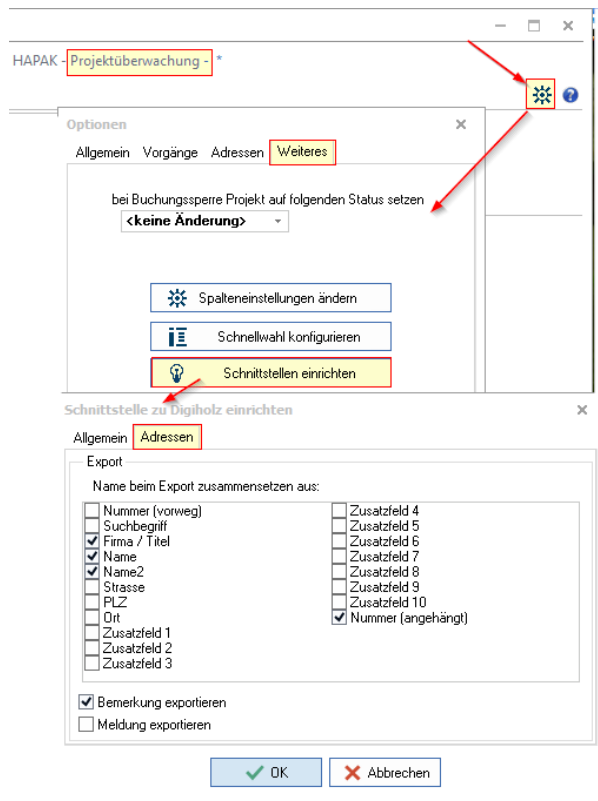 HAPAK - Projektüberwachung - *
Optionen
Allgemein Vorgänge Adressen Weiteres
bei Buchungssperre Projekt auf folgenden Status setzen
<keine Änderung>
Spalteneinstellungen ändern
Schnellwahl konfigurieren
Schnittstellen einrichten
Schnittstelle zu Digiholz einrichten
Allgemein Adressen
Export
Name beim Export zusammensetzen aus:
Nummer (vorweg)
Suchbegriff
Firma / Titel
Name
Name2
Strasse
PLZ
Ort
Zusatzfeld 1
Zusatzfeld 2
Zusatzfeld 3
Zusatzfeld 4
Zusatzfeld 5
Zusatzfeld 6
Zusatzfeld 7
Zusatzfeld 8
Zusatzfeld 9
Zusatzfeld 10
Nummer (angehängt)
Bemerkung exportieren
Meldung exportieren
OK Abbrechen